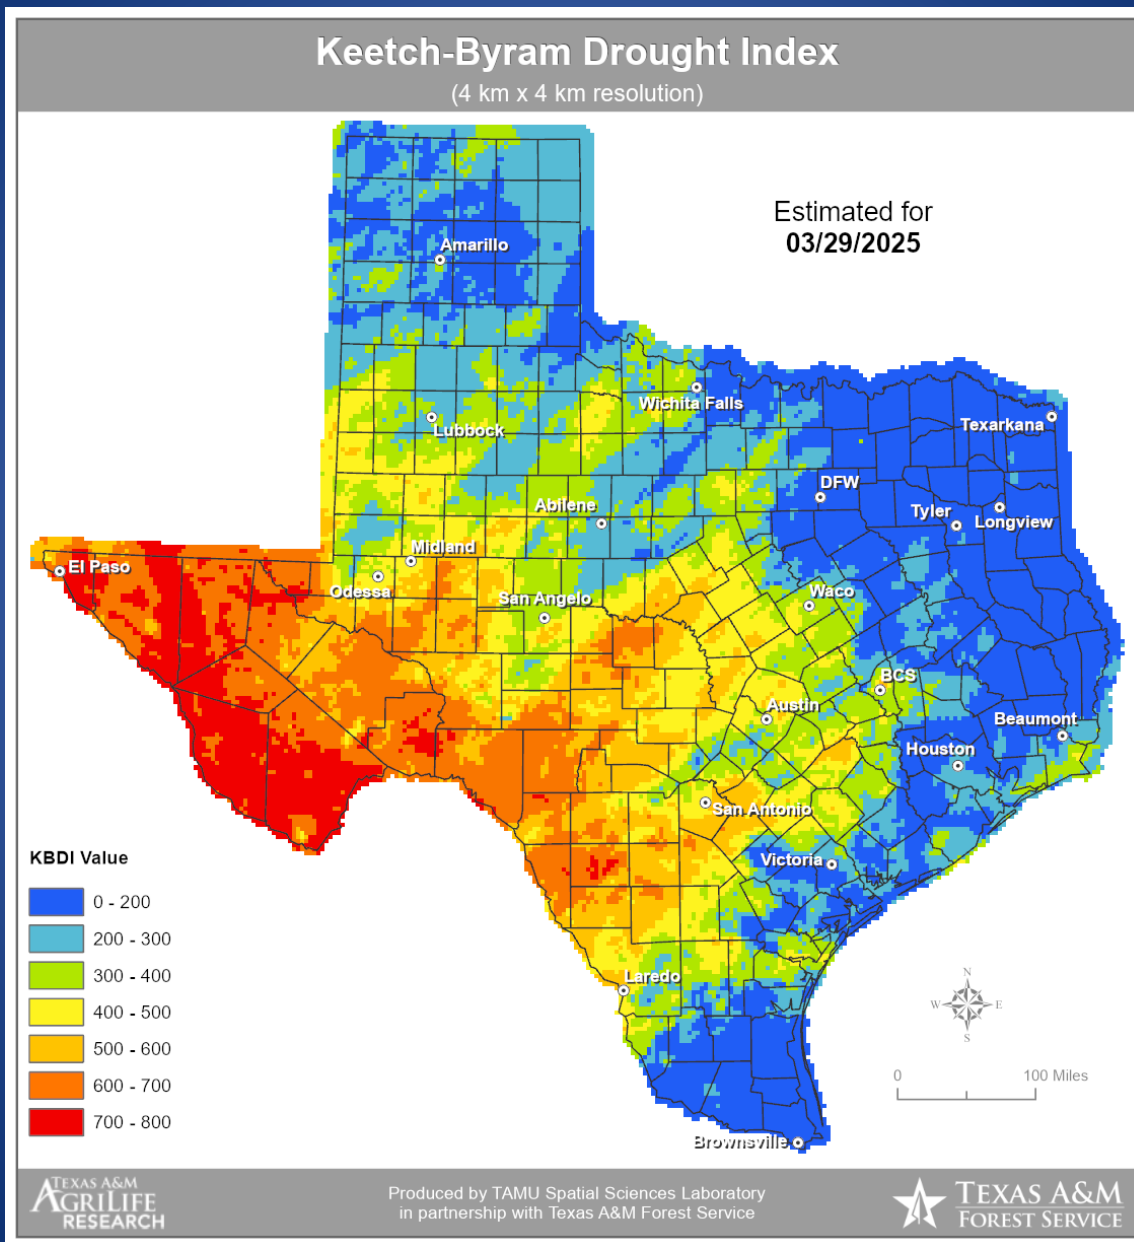 Keetch-Byram Drought Index
(4 km x 4 km resolution)
Estimated for
03/29/2025
Amarillo
Wichita Falls
Lubbock
Texarkana
DFW
Abilene
Tyler
Longview
Midland
El Paso
Odessa
San Angelo
Waco
BCS
Austin
Beaumont
Houston
San Antonio
Victoria
Laredo
Brownsville
KBDI Value
0 - 200
200 - 300
300 - 400
400 - 500
500 - 600
600 - 700
700 - 800
N
W E
S
0 100 Miles
TEXAS A&M
AGRILIFE
RESEARCH
Produced by TAMU Spatial Sciences Laboratory
in partnership with Texas A&M Forest Service
TEXAS A&M
FOREST SERVICE